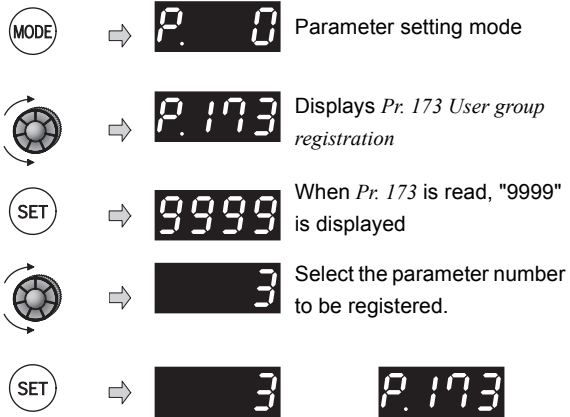 MODE
P. 0
Parameter setting mode
P.173
Displays Pr. 173 User group
registration
SET
9999
When Pr. 173 is read, "9999"
is displayed
3
Select the parameter number
to be registered.
SET
3
P.173